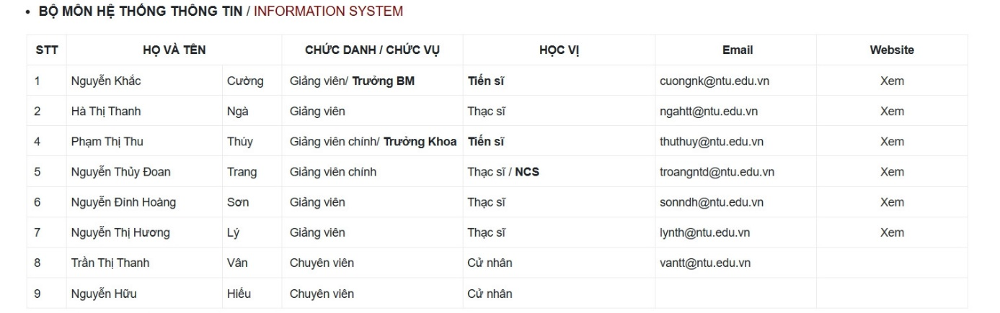 BỘ MÔN HỆ THỐNG THÔNG TIN / INFORMATION SYSTEM
STT HỌ VÀ TÊN CHỨC DANH / CHỨC VỤ HỌC VỊ Email Website
1 Nguyễn Khắc Cường Giảng viên/ Trưởng BM Tiến sĩ cuongnk@ntu.edu.vn Xem
2 Hà Thị Thanh Ngà Giảng viên Thạc sĩ ngahtt@ntu.edu.vn Xem
4 Phạm Thị Thu Thúy Giảng viên chính/ Trưởng Khoa Tiến sĩ thuthuy@ntu.edu.vn Xem
5 Nguyễn Thủy Đoan Trang Giảng viên chính Thạc sĩ / NCS troangntd@ntu.edu.vn Xem
6 Nguyễn Đình Hoàng Sơn Giảng viên Thạc sĩ sonndh@ntu.edu.vn Xem
7 Nguyễn Thị Hương Lý Giảng viên Thạc sĩ lynth@ntu.edu.vn Xem
8 Trần Thị Thanh Vân Chuyên viên Cử nhân vantt@ntu.edu.vn
9 Nguyễn Hữu Hiếu Chuyên viên Cử nhân